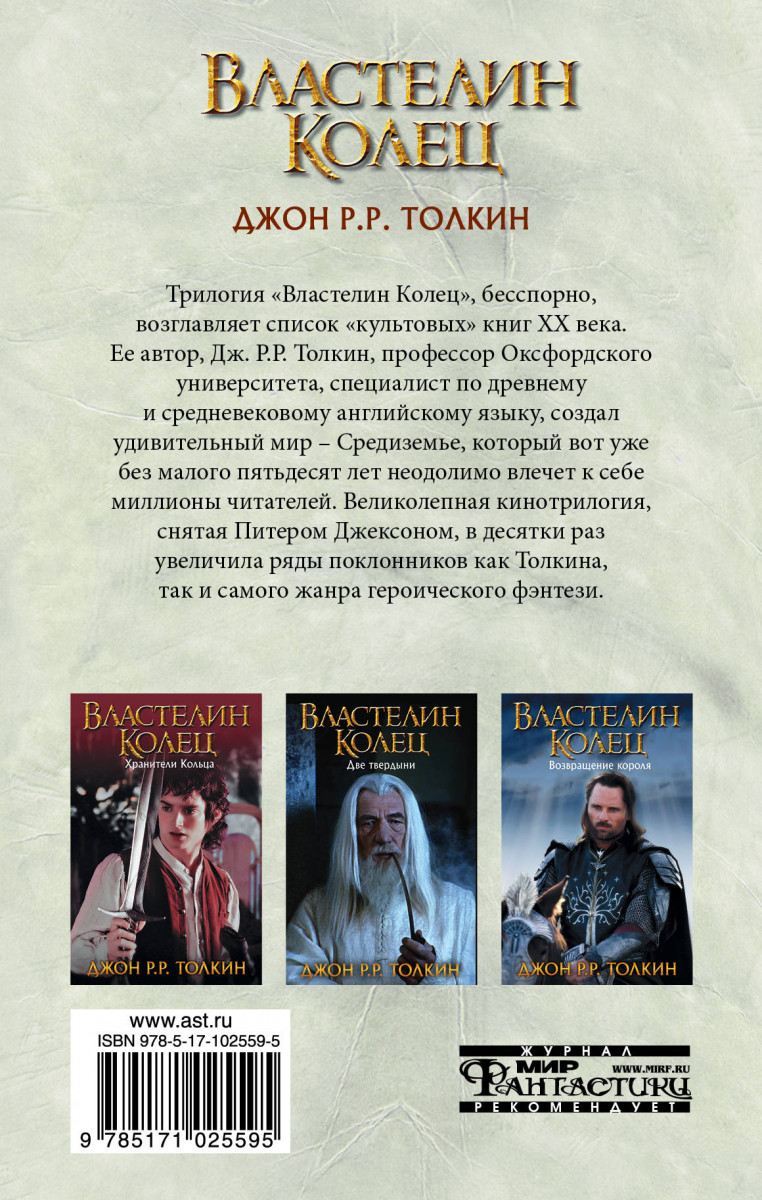 Властелин
Колец
ДЖОН Р.Р. ТОЛКИН
Трилогия «Властелин Колец», бесспорно,
возглавляет список «культовых» книг XX века.
Ее автор, Дж. Р.Р. Толкин, профессор Оксфордского
университета, специалист по древнему
и средневековому английскому языку, создал
удивительный мир – Средиземье, который вот уже
без малого пятьдесят лет неодолимо влечет к себе
миллионы читателей. Великолепная кинотрилогия,
снятая Питером Джексоном, в десятки раз
увеличила ряды поклонников как Толкина,
так и самого жанра героического фэнтези.
Властелин
Колец
Хранители Кольца
ДЖОН Р.Р. ТОЛКИН
Властелин
Колец
Две твердыни
ДЖОН Р.Р. ТОЛКИН
Властелин
Колец
Возвращение короля
ДЖОН Р.Р. ТОЛКИН
www.ast.ru
ISBN 978-5-17-102559-5
9 785171 025595
ЖУРНАЛ
МИР WWW.MIRF.RU
Фантастики
РЕКОМЕНДУЕТ